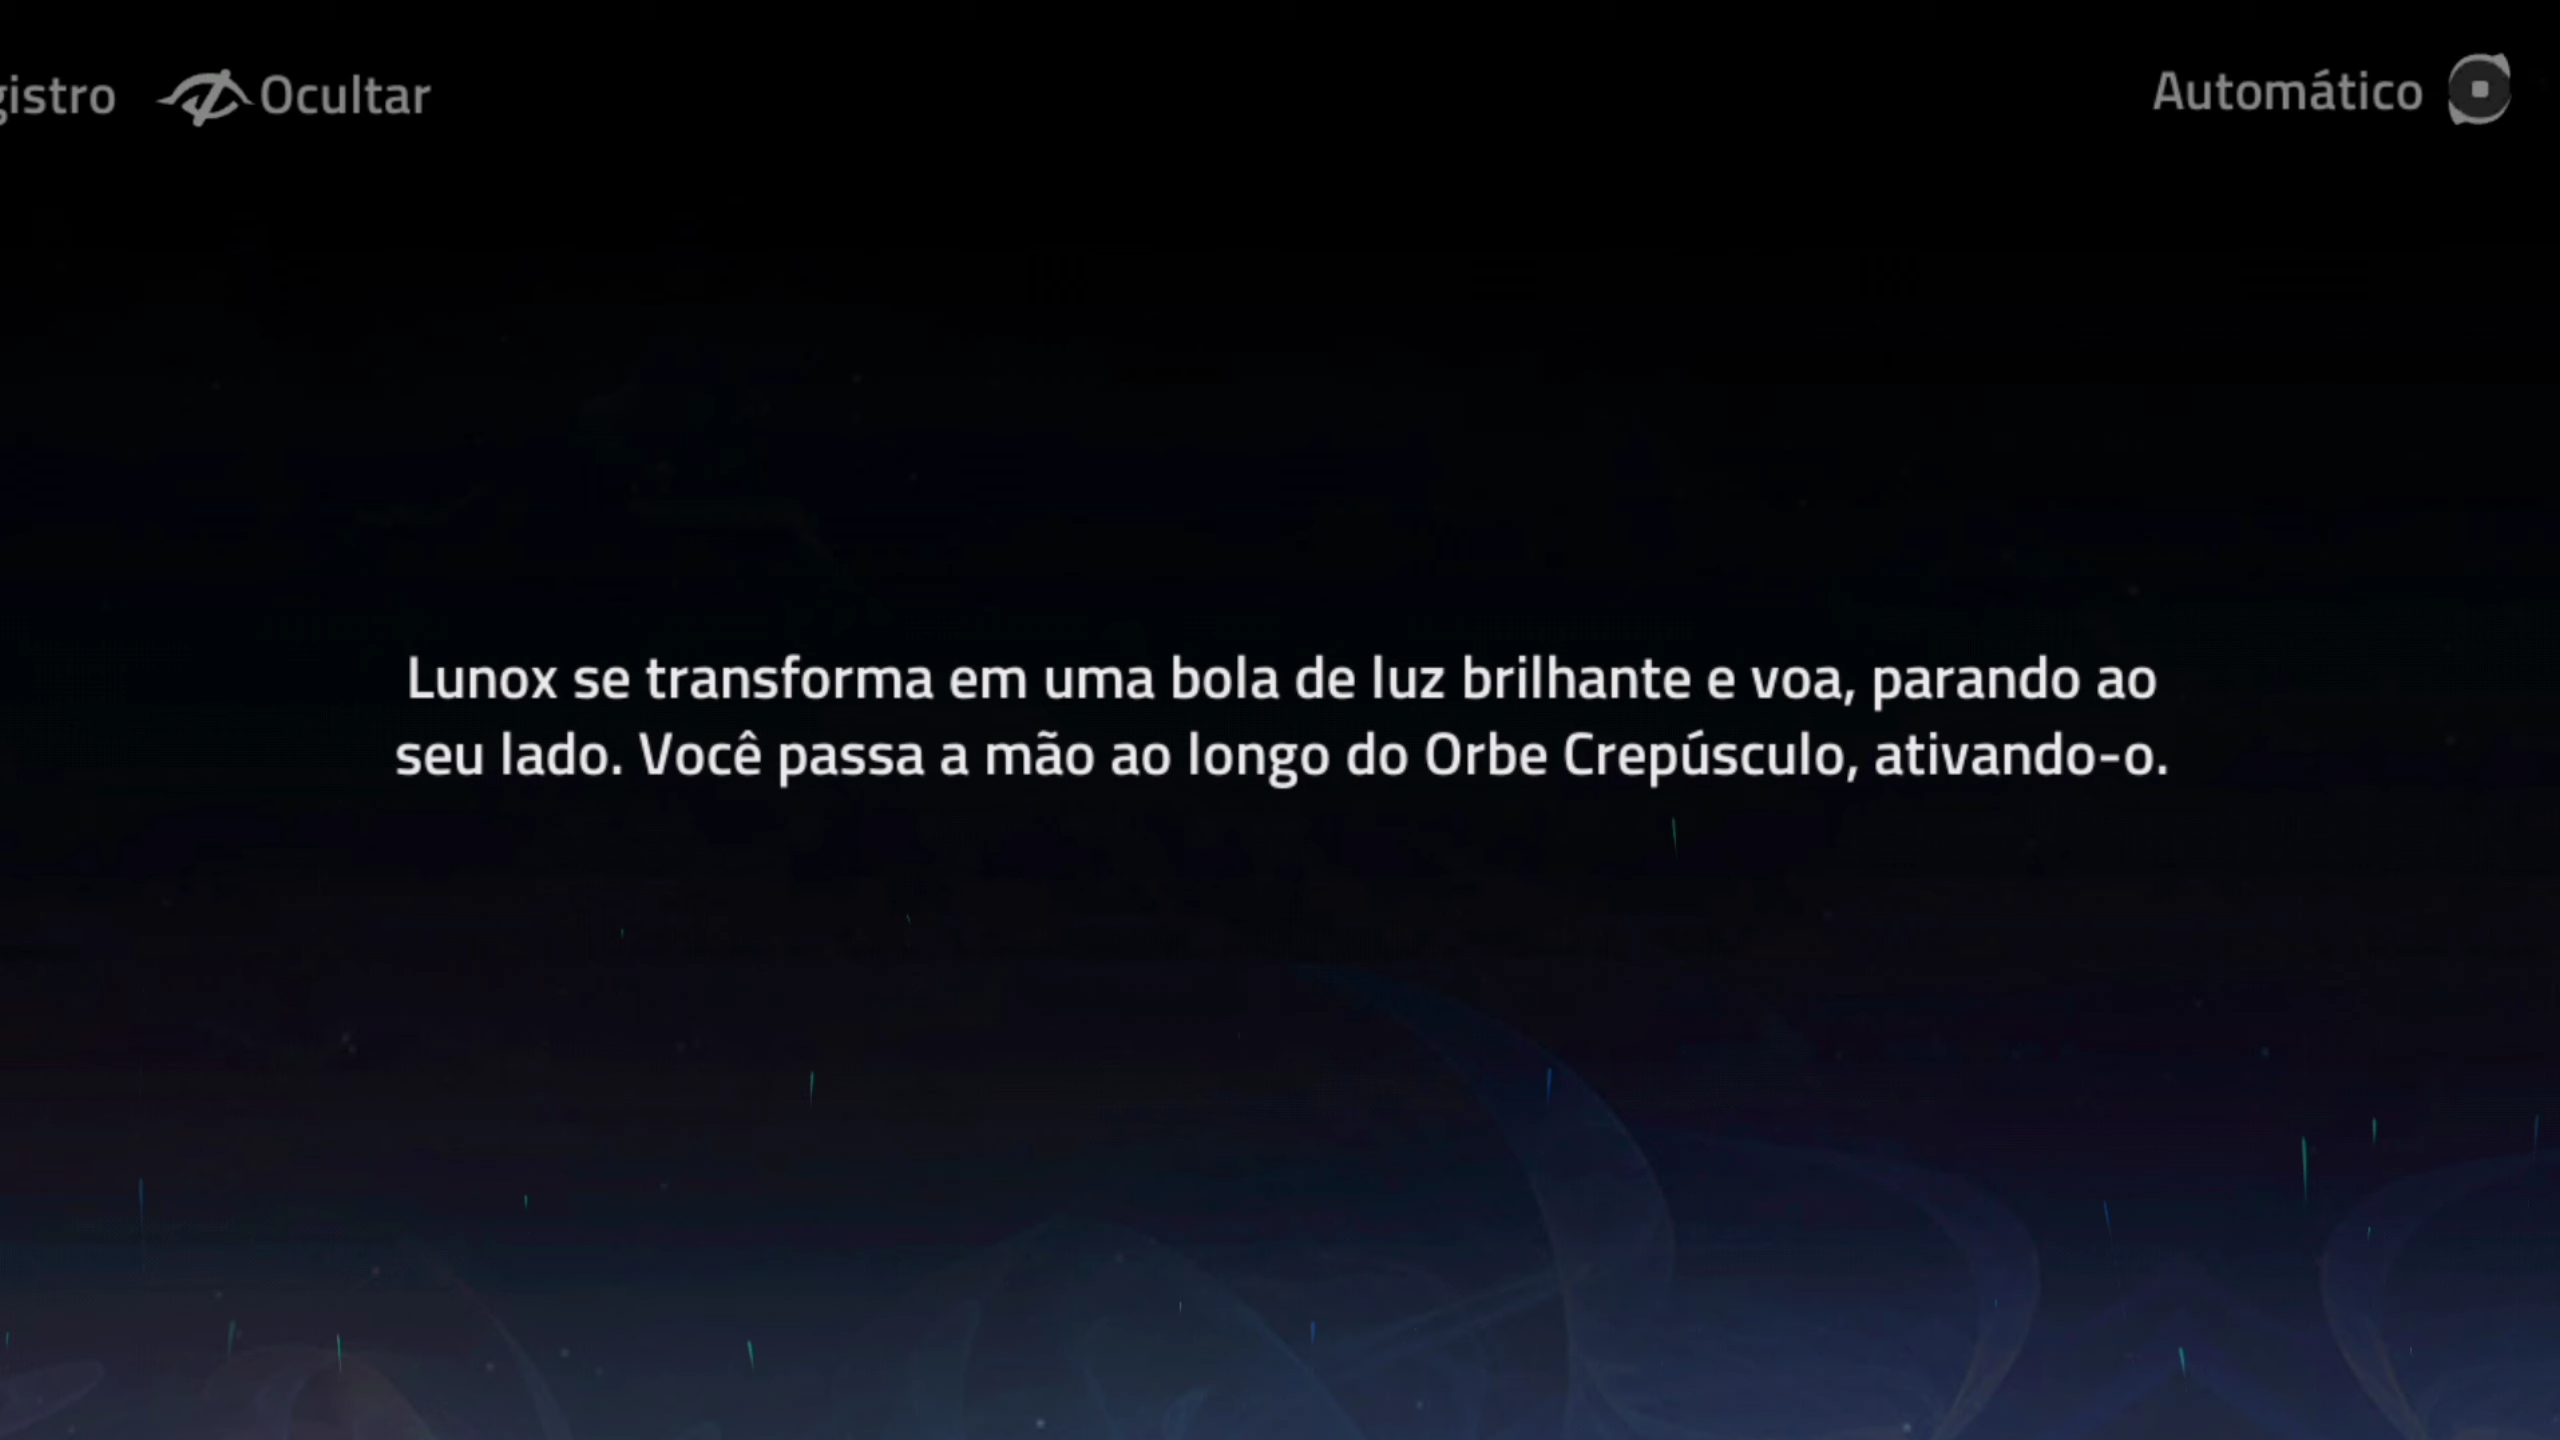 gistro Ocultar Automático
Lunox se transforma em uma bola de luz brilhante e voa, parando ao
seu lado. Você passa a mão ao longo do Orbe Crepúsculo, ativando-o.